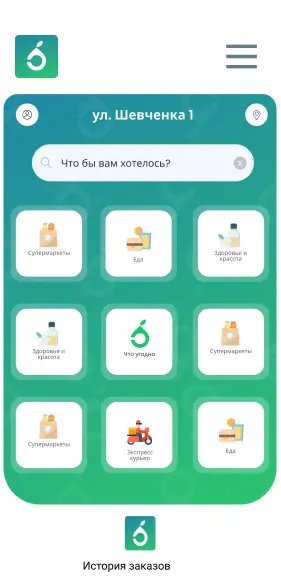 ул. Шевченка 1
Что бы вам хотелось?
X
Супермаркеты
Еда
Здоровье и
красота
Здоровье и
красота
Что угодно
Супермаркеты
Супермаркеты
Экспресс
курьер
Еда
История заказов